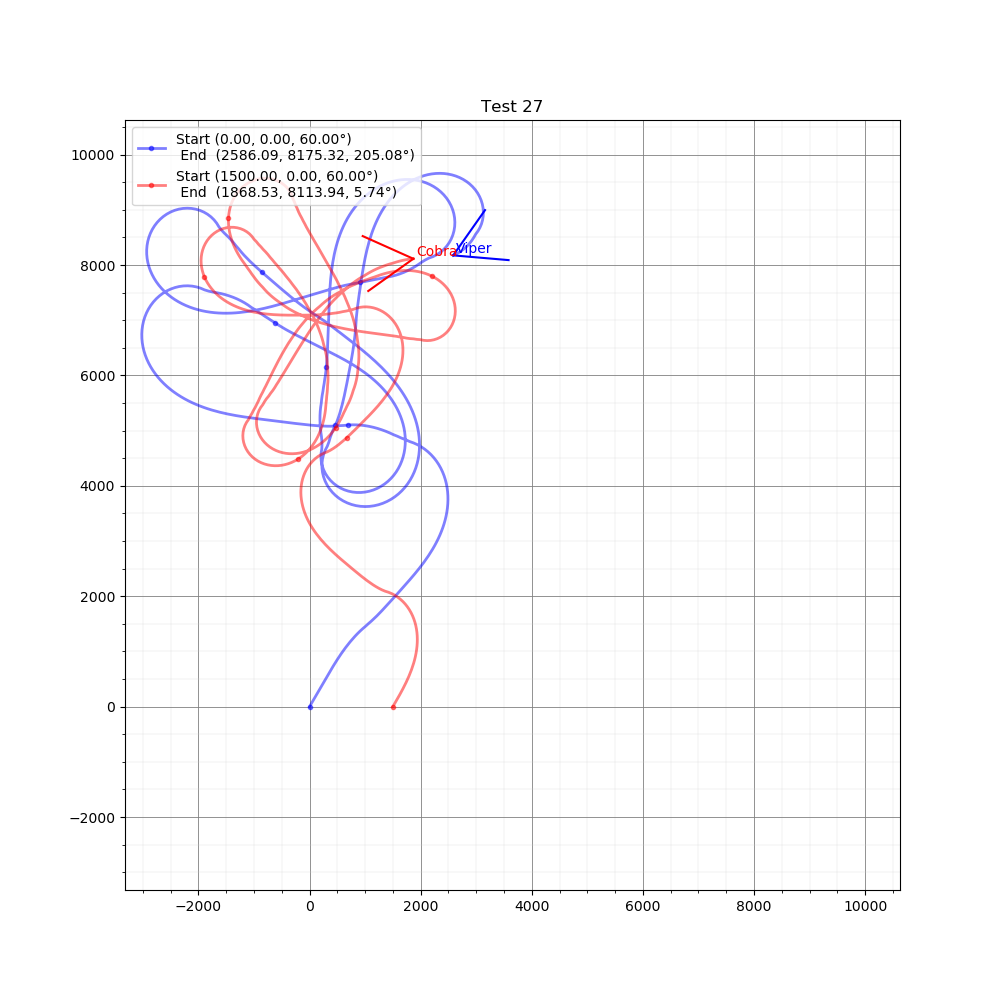 Test 27
Start (0.00, 0.00, 60.00°)
End (2586.09, 8175.32, 205.08°)
Start (1500.00, 0.00, 60.00°)
End (1868.53, 8113.94, 5.74°)
Cobra
Viper
10000
8000
6000
4000
2000
0
−2000
−2000
0
2000
4000
6000
8000
10000